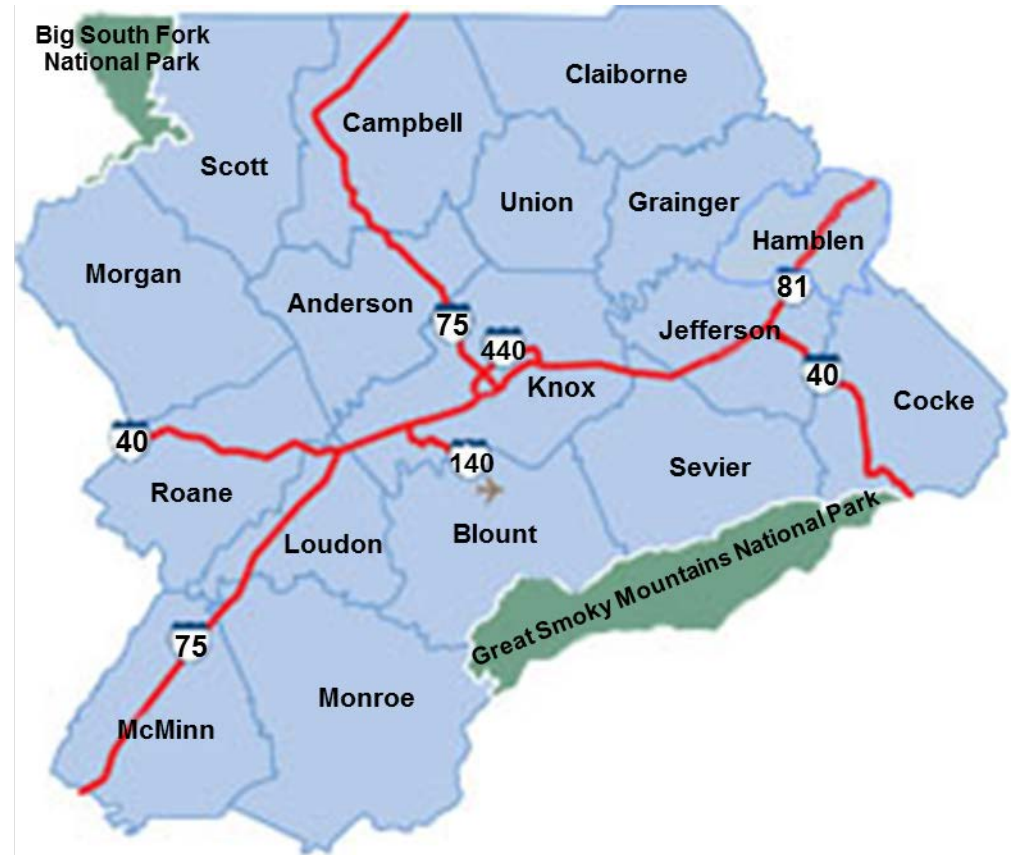 Big South Fork
National Park
Claiborne
Campbell
Scott
Union
Grainger
Hamblen
Morgan
Anderson
81
75
440
Jefferson
40
Knox
Cocke
40
140
Sevier
Roane
Blount
Loudon
Great Smoky Mountains National Park
75
Monroe
McMinn